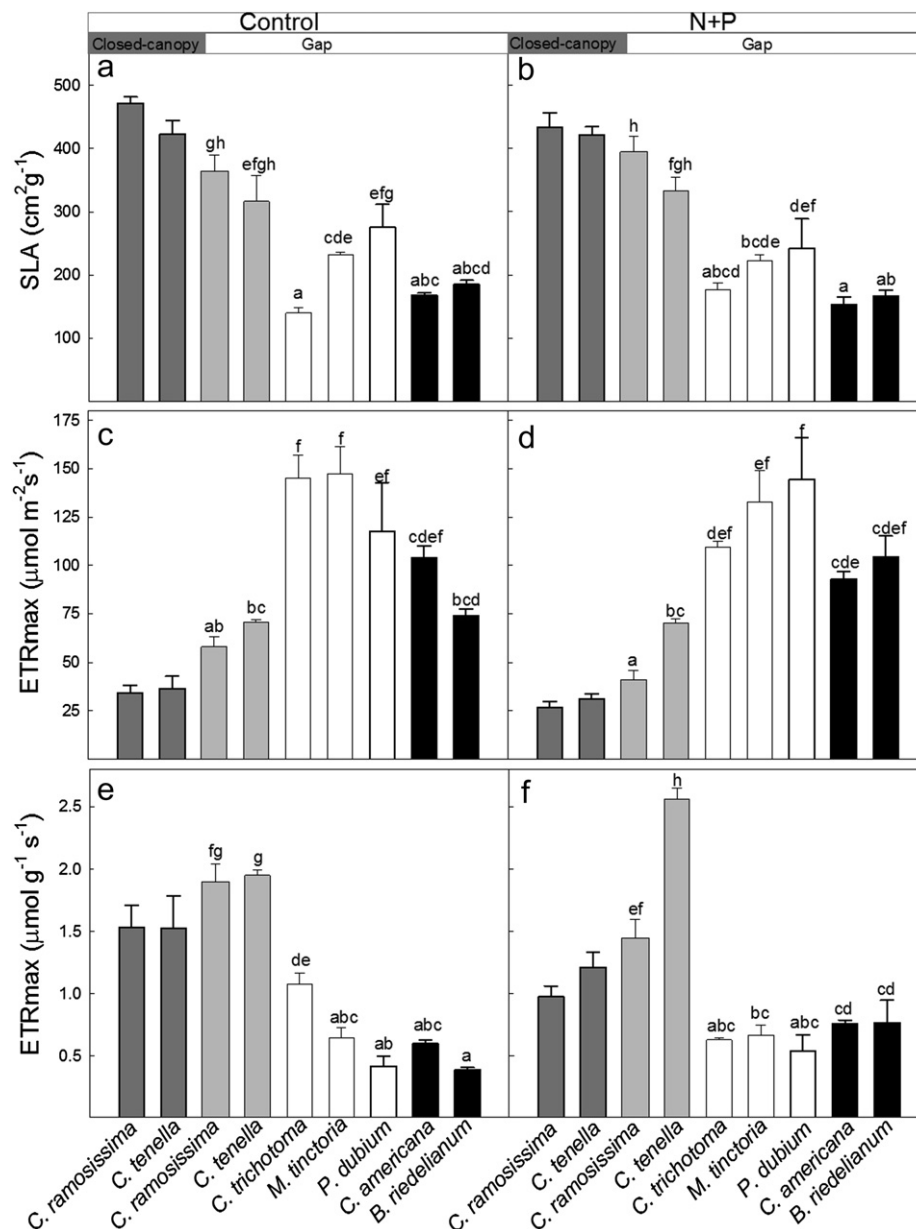 Control N+P
Closed-canopy Gap Closed-canopy Gap
a b
SLA (cm²g⁻¹)
500
400
300
200
100
gh efgh a cde efg abc abcd
h fgh abcd bcde def a ab
c d
ETRmax (µmol m⁻²s⁻¹)
175
150
125
100
75
50
25
ab bc f f ef cdef bcd
a bc def ef f cde cdef
e f
ETRmax (µmol g⁻¹ s⁻¹)
2.5
2.0
1.5
1.0
0.5
fg g de abc ab abc a
ef h abc bc abc cd cd
C. ramosissima
C. tenella
C. ramosissima
C. tenella
C. trichotoma
M. tinctoria
P. dubium
C. americana
B. riedelianum
C. ramosissima
C. tenella
C. ramosissima
C. tenella
C. trichotoma
M. tinctoria
P. dubium
C. americana
B. riedelianum